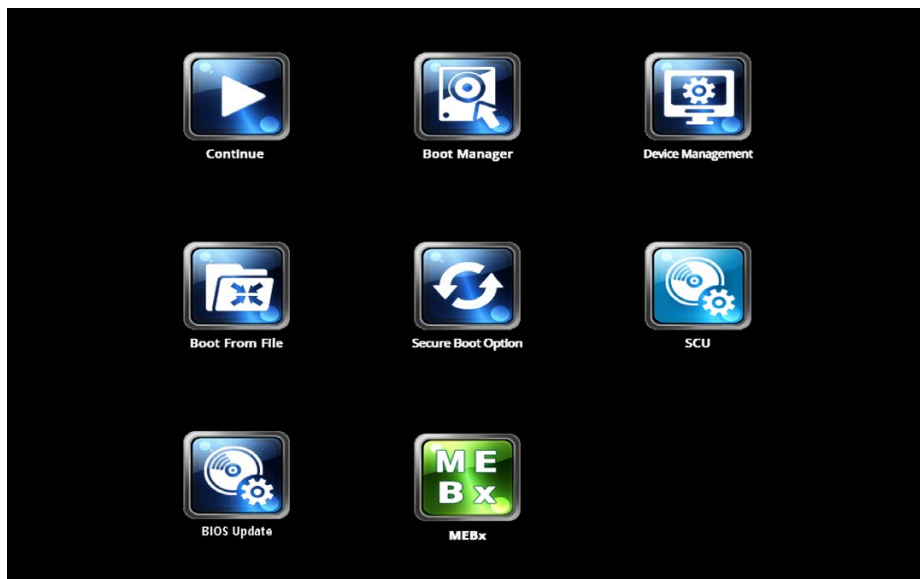 Continue
Boot Manager
Device Management
Boot From File
Secure Boot Option
SCU
BIOS Update
M E
B x
MEBx